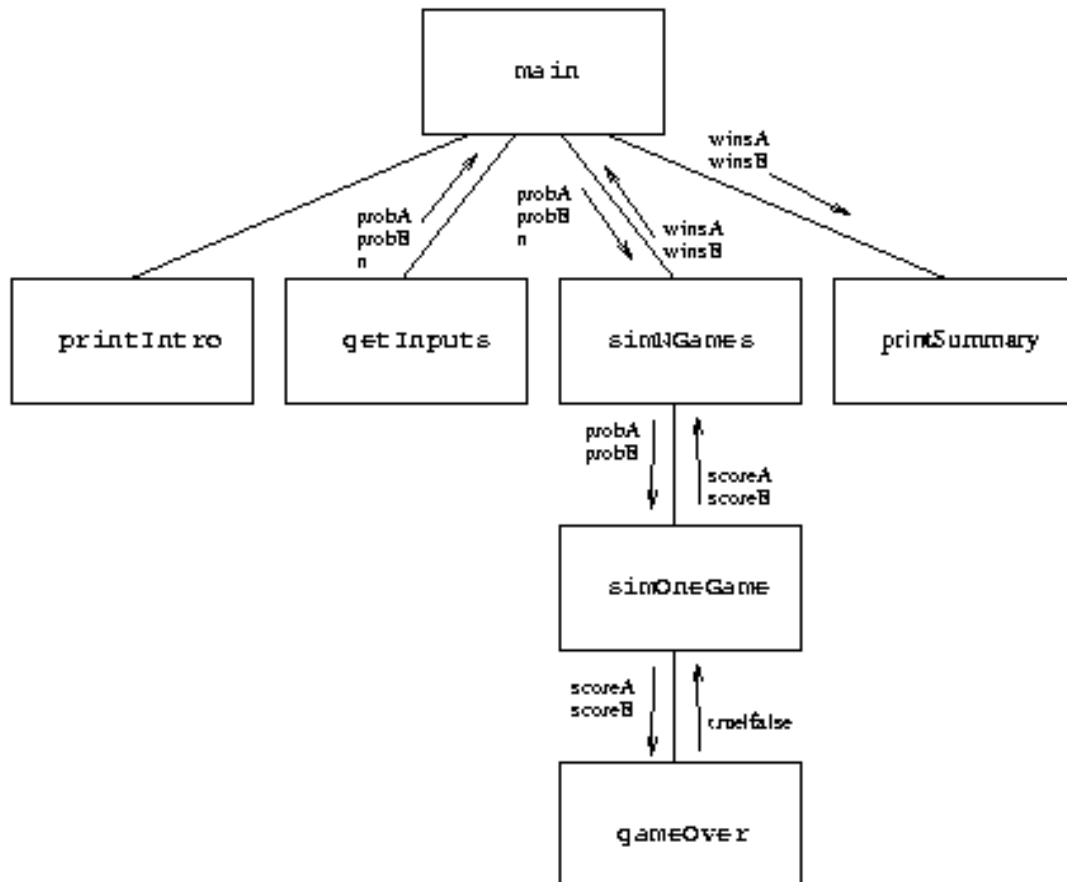 main
winsA
winsB
probA
probB
n
probA
probB
n
winsA
winsB
printIntro
getInputs
simNGames
printSummary
probA
probB
scoreA
scoreB
simOneGame
scoreA
scoreB
true|false
gameOver